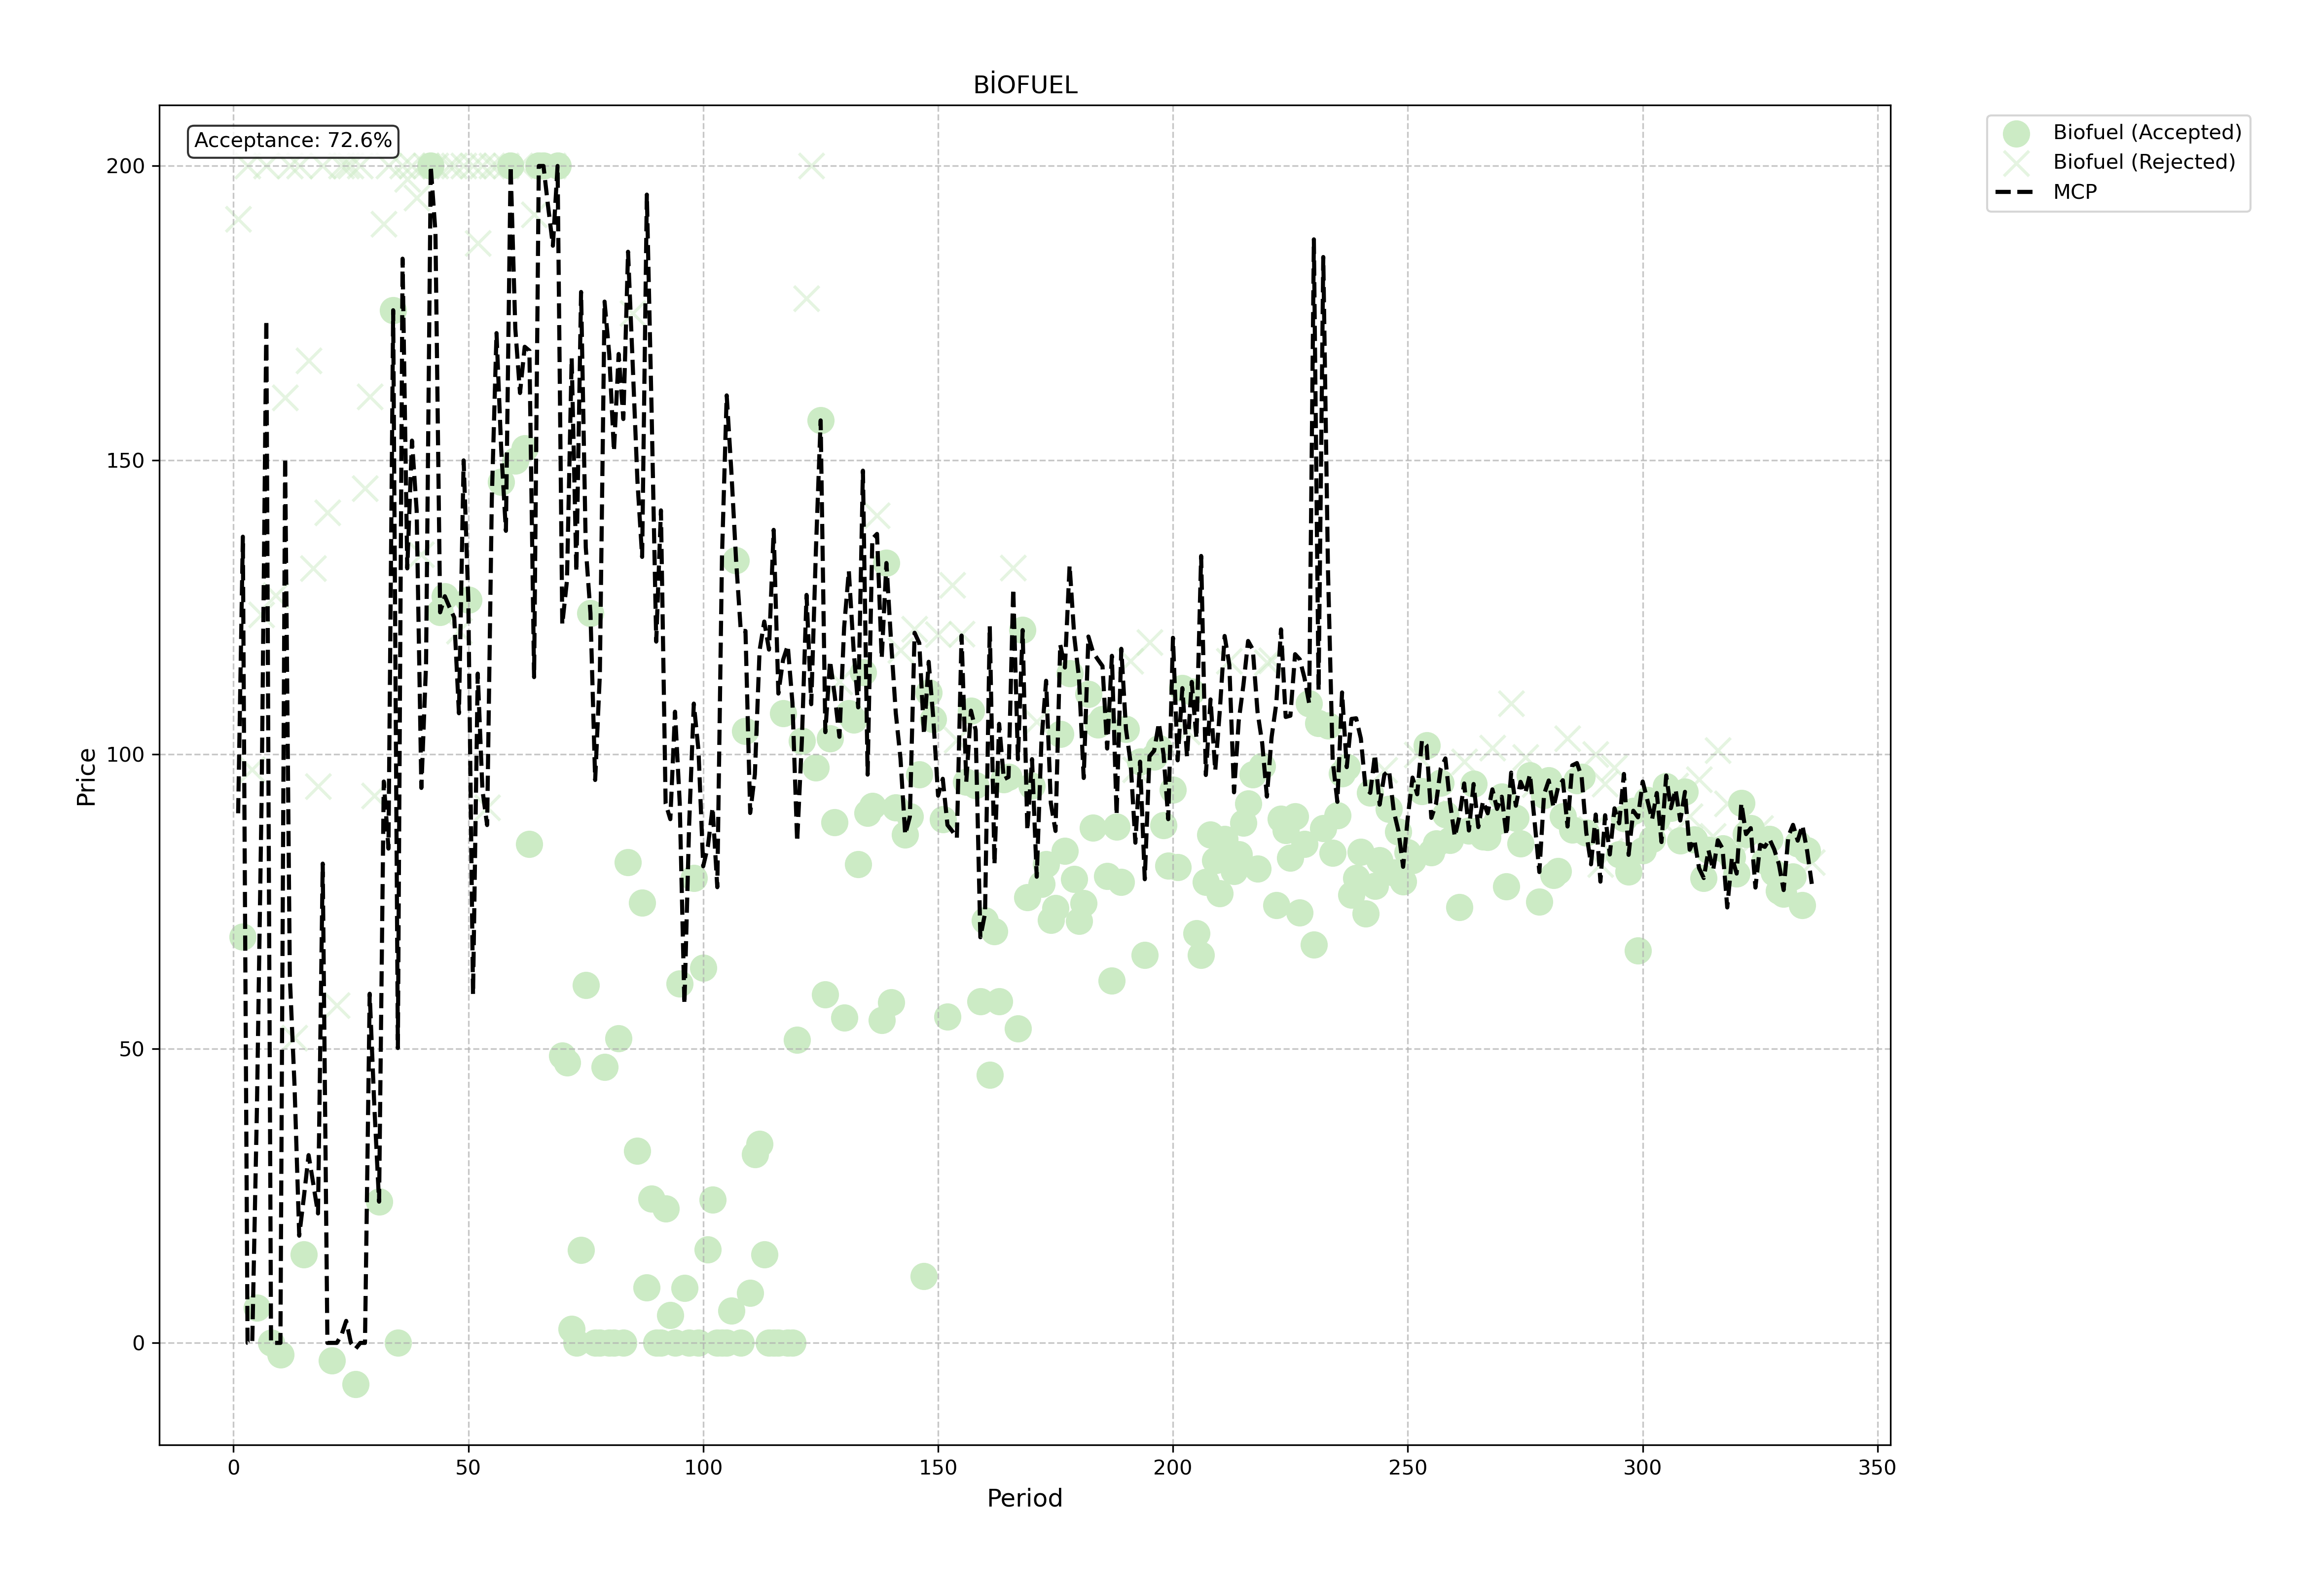 BİOFUEL
Acceptance: 72.6%
Biofuel (Accepted)
Biofuel (Rejected)
MCP
Price
200
150
100
50
0
0 50 100 150 200 250 300 350
Period